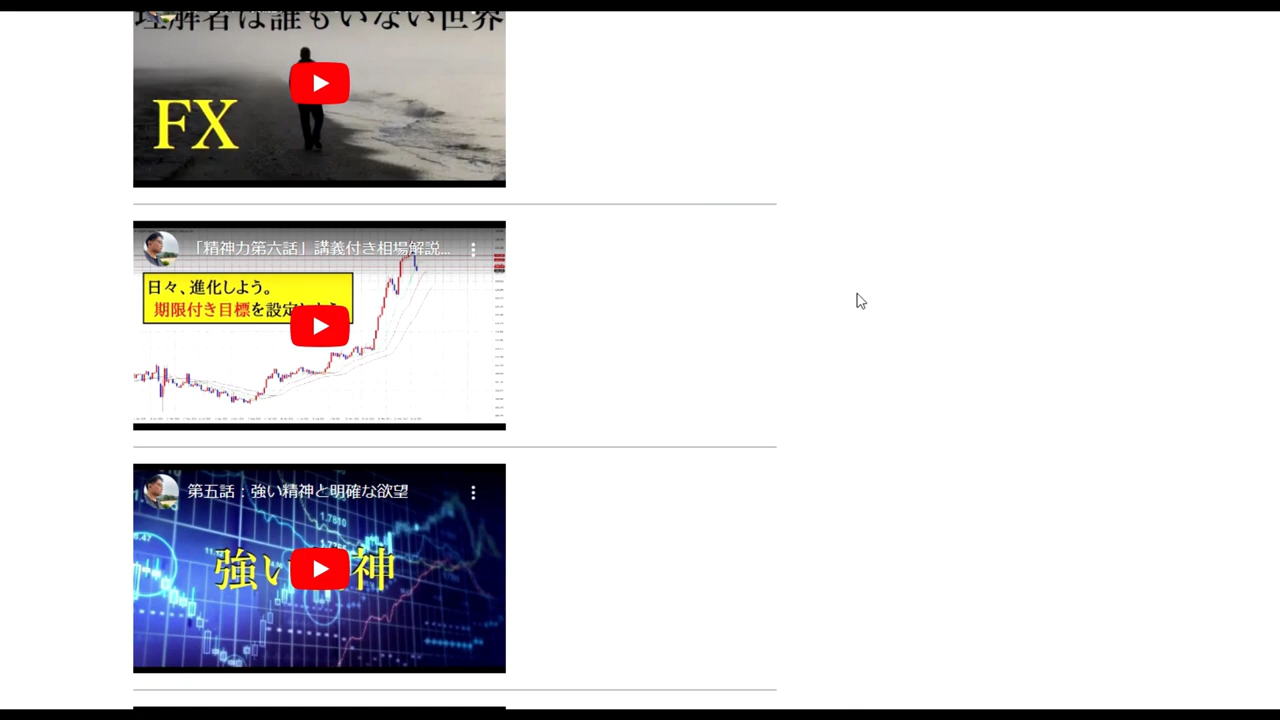 理解者は誰もいない世界
FX
「精神力第六話」講義付き相場解説...
日々、進化しよう。
期限付き目標を設定
第五話：強い精神と明確な欲望
1,7810
強い 神